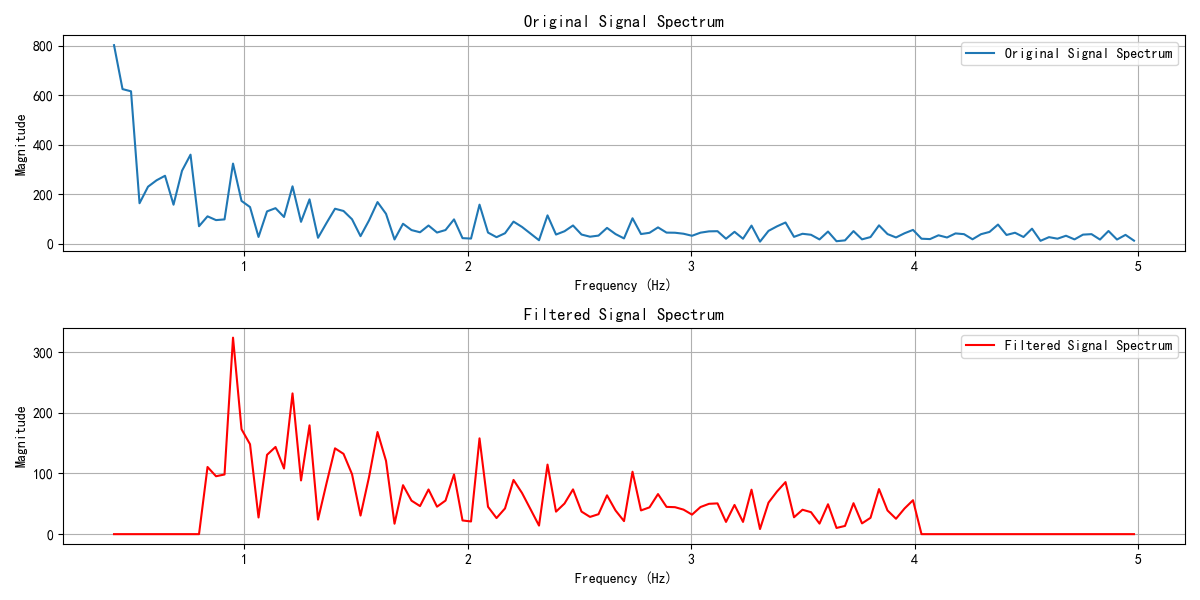 Original Signal Spectrum
800
600
400
200
0
Magnitude
Original Signal Spectrum
1 2 3 4 5
Frequency (Hz)
Filtered Signal Spectrum
300
200
100
0
Magnitude
Filtered Signal Spectrum
1 2 3 4 5
Frequency (Hz)